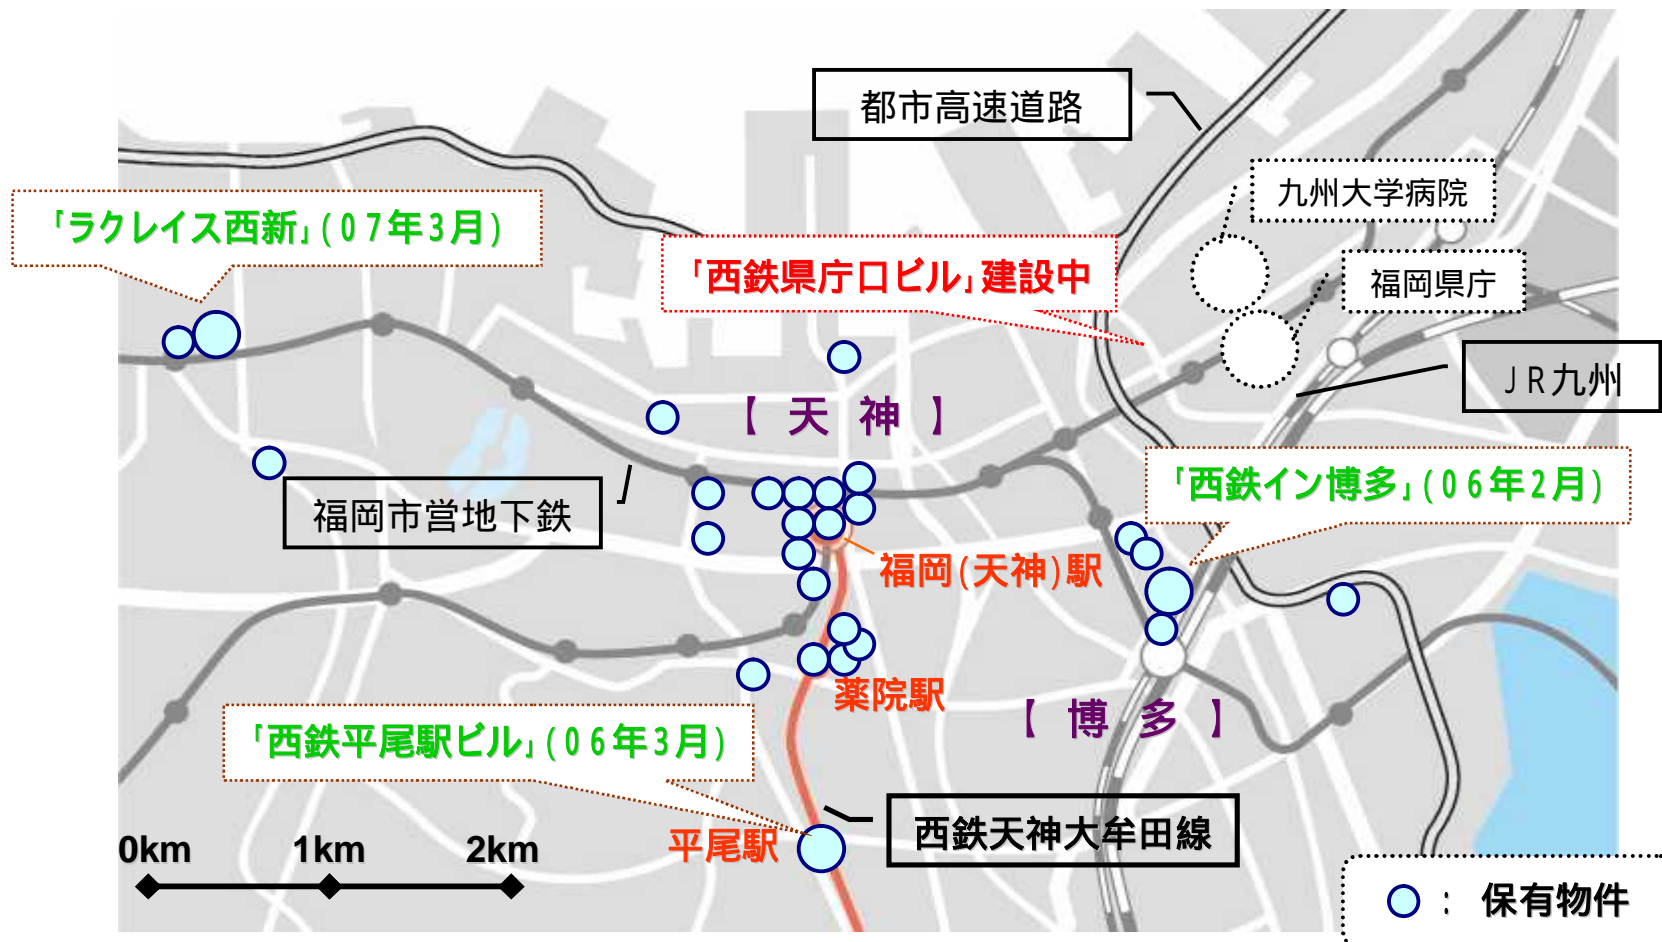 都市高速道路
九州大学病院
「ラクレイス西新」(07年3月)
「西鉄県庁口ビル」建設中
福岡県庁
JR九州
【 天 神 】
「西鉄イン博多」(06年2月)
福岡市営地下鉄
福岡(天神)駅
薬院駅
【 博 多 】
「西鉄平尾駅ビル」(06年3月)
西鉄天神大牟田線
平尾駅
0km 1km 2km
: 保有物件